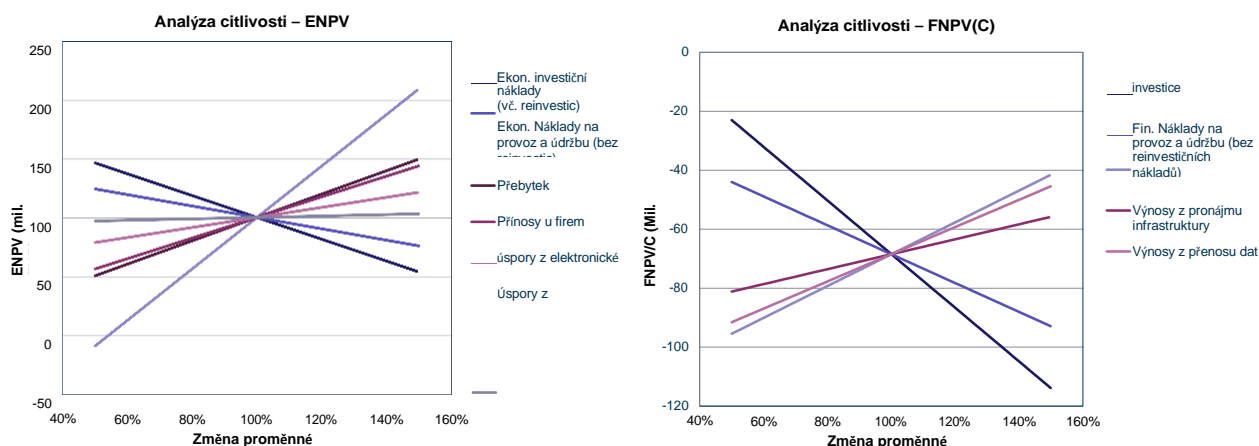 Analýza citlivosti – ENPV
250
200
150
100
50
0
-50
ENPV (mil.
40%
60%
80%
100%
120%
140%
160%
Změna proměnné
Ekon. investiční
náklady
(vč. reinvestic)
Ekon. Náklady na
provoz a údržbu (bez
reinvestic)
Přebytek
Přínosy u firem
úspory z elektronické
Úspory z
Analýza citlivosti – FNPV(C)
0
-20
-40
-60
-80
-100
-120
FNPV/C (Mil.
40%
60%
80%
100%
120%
140%
160%
Změna proměnné
investice
Fin. Náklady na
provoz a údržbu (bez
reinvestičních
nákladů)
Výnosy z pronájmu
infrastruktury
Výnosy z přenosu dat